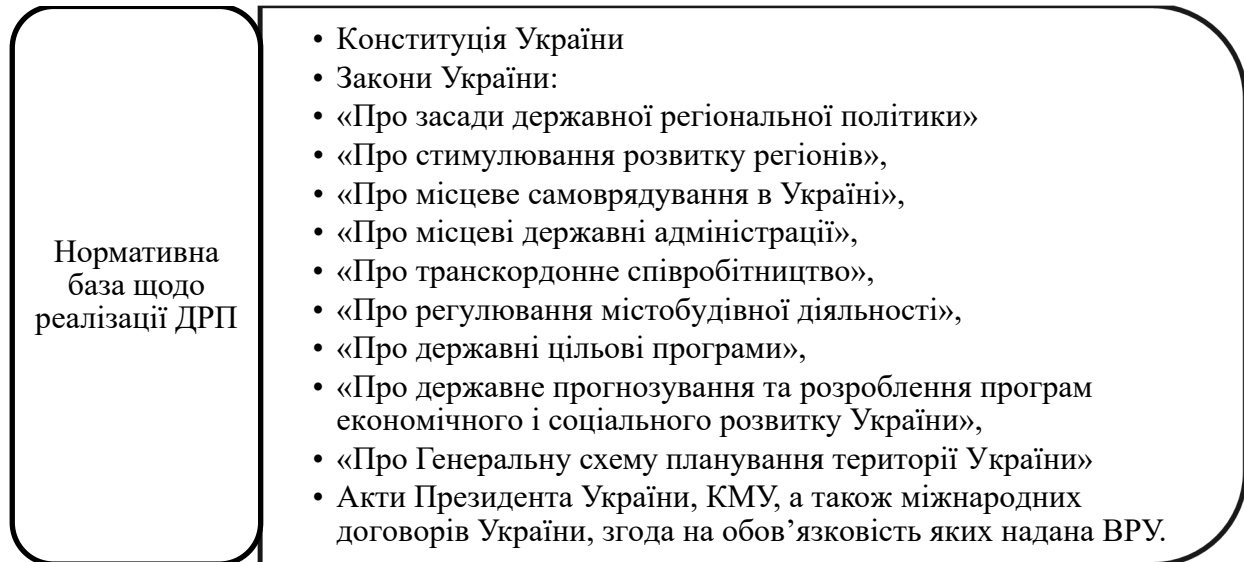 Нормативна
база щодо
реалізації ДРП
• Конституція України
• Закони України:
• «Про засади державної регіональної політики»
• «Про стимулювання розвитку регіонів»,
• «Про місцеве самоврядування в Україні»,
• «Про місцеві державні адміністрації»,
• «Про транскордонне співробітництво»,
• «Про регулювання містобудівної діяльності»,
• «Про державні цільові програми»,
• «Про державне прогнозування та розроблення програм
економічного і соціального розвитку України»,
• «Про Генеральну схему планування території України»
• Акти Президента України, КМУ, а також міжнародних
договорів України, згода на обов’язковість яких надана ВРУ.